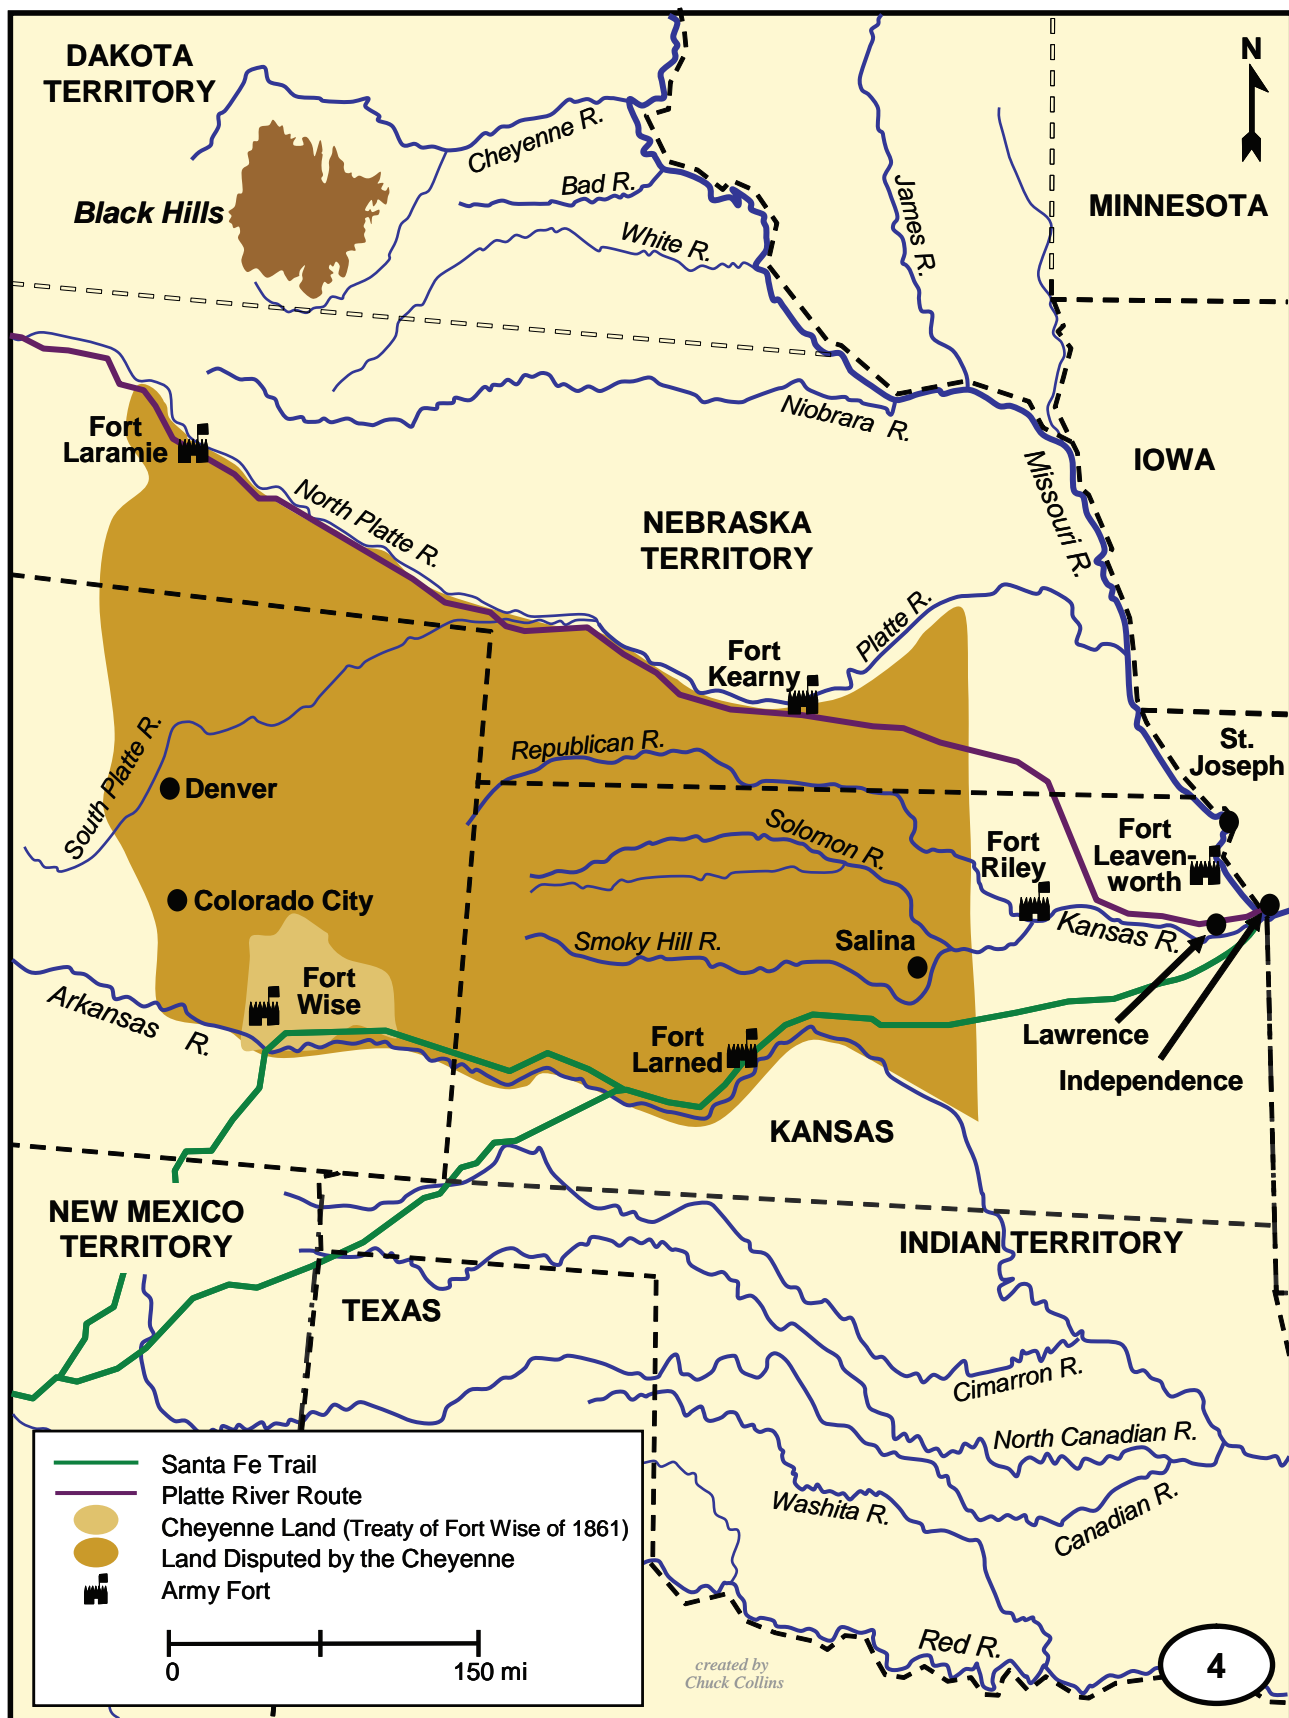 DAKOTA
TERRITORY
N
Cheyenne R.
Bad R.
James R.
MINNESOTA
Black Hills
White R.
Niobrara R.
Fort
Laramie
IOWA
Missouri R.
North Platte R.
NEBRASKA
TERRITORY
Platte R.
Fort
Kearny
South Platte R.
Republican R.
St.
Joseph
Denver
Solomon R.
Fort
Riley
Fort
Leaven-
worth
Colorado City
Smoky Hill R.
Salina
Kansas R.
Fort
Wise
Arkansas R.
Fort
Larned
Lawrence
Independence
KANSAS
NEW MEXICO
TERRITORY
INDIAN TERRITORY
TEXAS
Cimarron R.
North Canadian R.
Canadian R.
Washita R.
Red R.
Santa Fe Trail
Platte River Route
Cheyenne Land (Treaty of Fort Wise of 1861)
Land Disputed by the Cheyenne
Army Fort
0 150 mi
created by
Chuck Collins
4